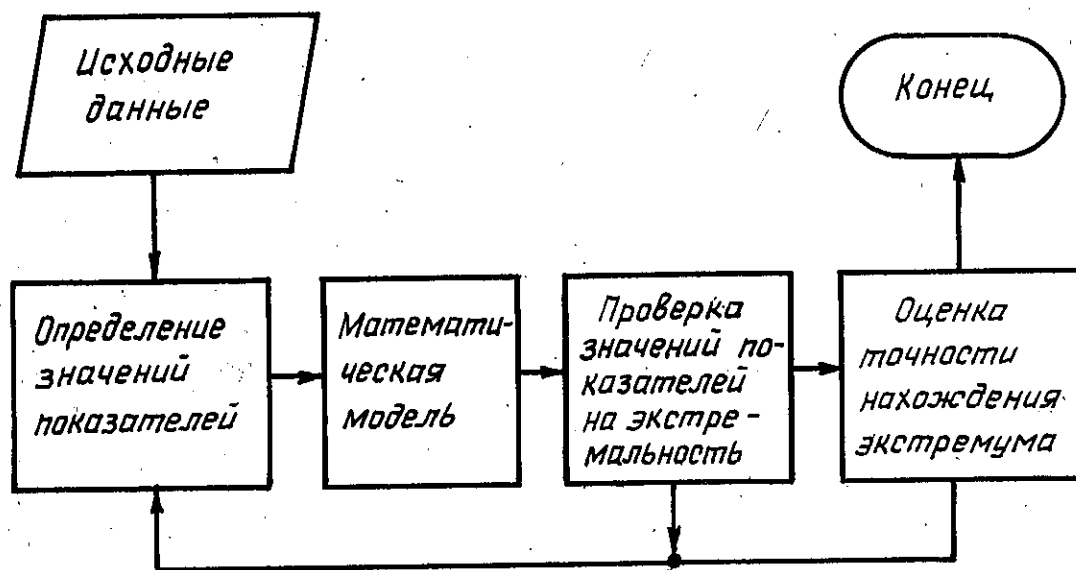 Исходные
данные
Конец
Определение
значений
показателей
Математи-
ческая
модель
Проверка
значений по-
казателей
на экстре-
мальность
Оценка
точности
нахождения
экстремума